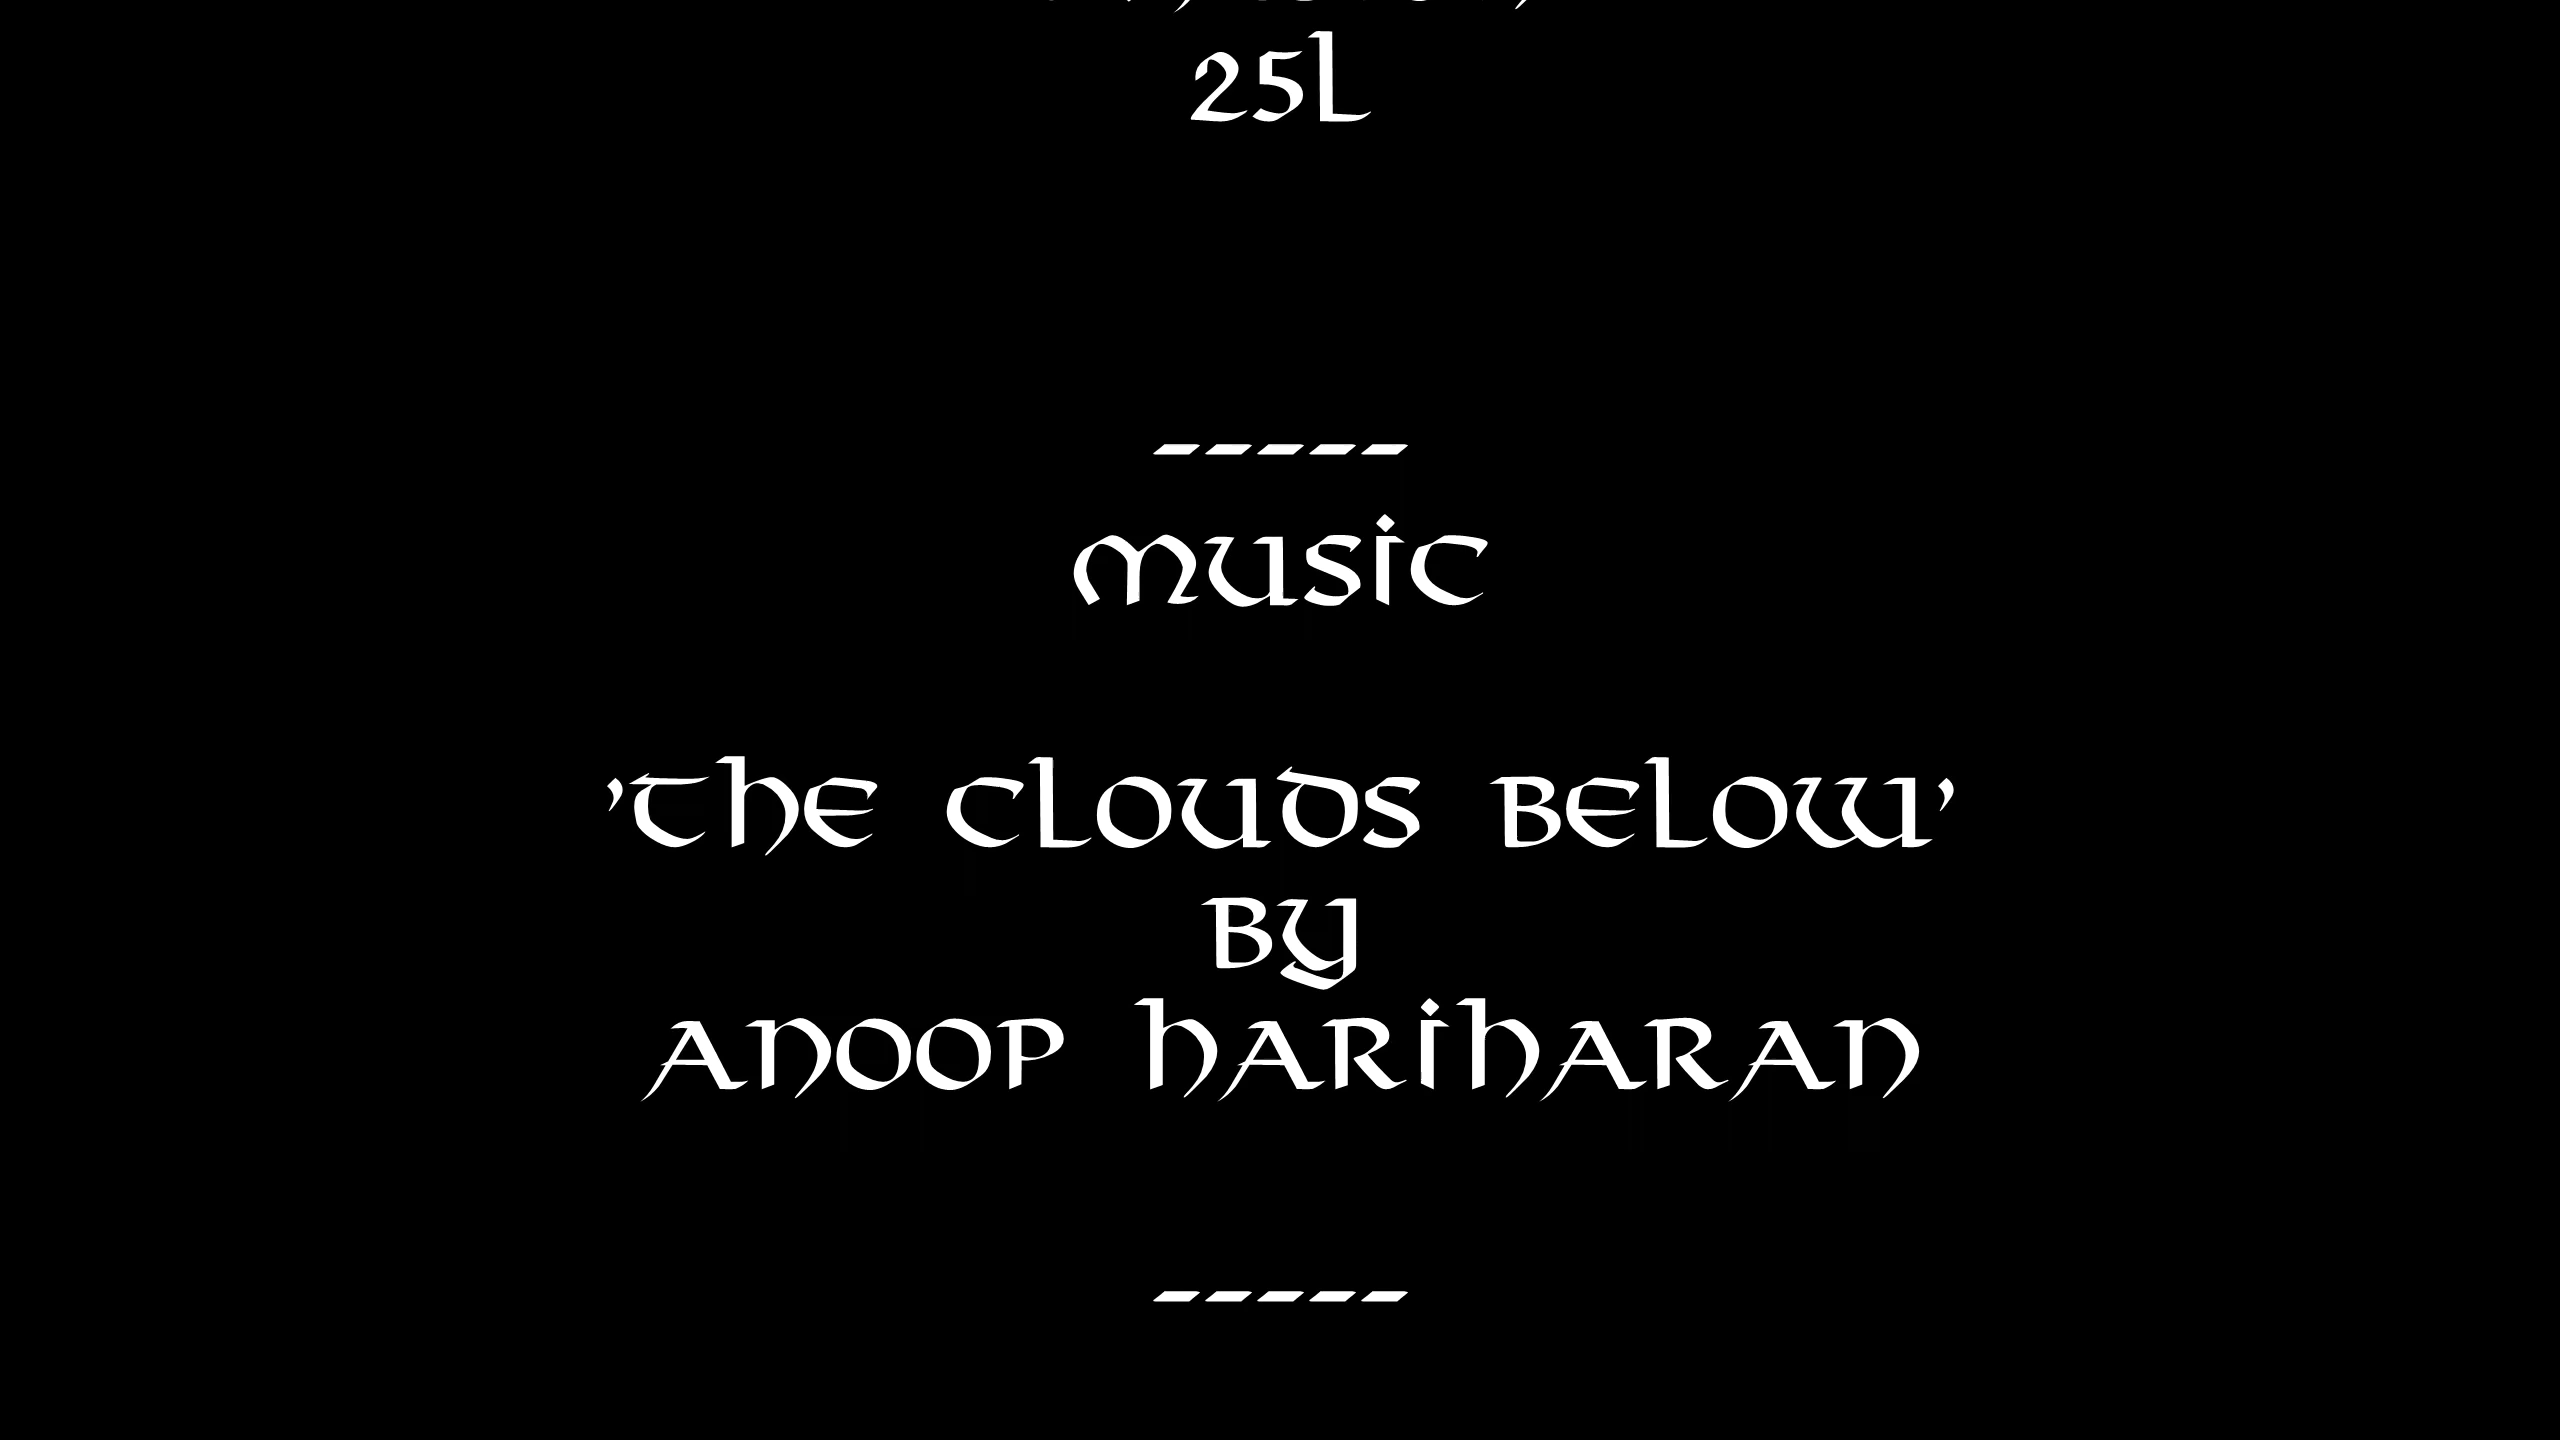 25L
-----
music
'The Clouds Below'
by
Anoop Hariharan
-----